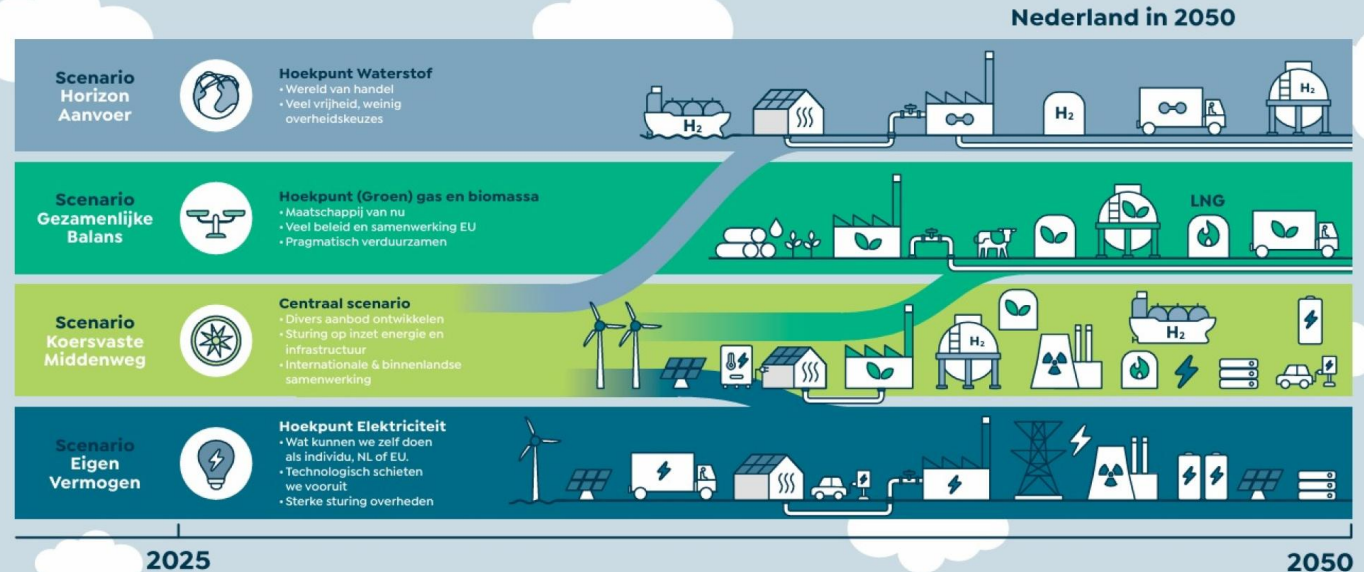 Nederland in 2050
Scenario
Horizon
Aanvoer
Hoekpunt Waterstof
• Wereld van handel
• Veel vrijheid, weinig
overheidskeuzes
H₂
H₂
H₂
Scenario
Gezamenlijke
Balans
Hoekpunt (Groen) gas en biomassa
• Maatschappij van nu
• Veel beleid en samenwerking EU
• Pragmatisch verduurzamen
LNG
Scenario
Koersvaste
Middenweg
Centraal scenario
• Divers aanbod ontwikkelen
• Sturing op inzet energie en
infrastructuur
• Internationale & binnenlandse
samenwerking
H₂
H₂
Scenario
Eigen
Vermogen
Hoekpunt Elektriciteit
• Wat kunnen we zelf doen
als individu, NL of EU.
• Technologisch schieten
we vooruit
• Sterke sturing overheden
2025
2050